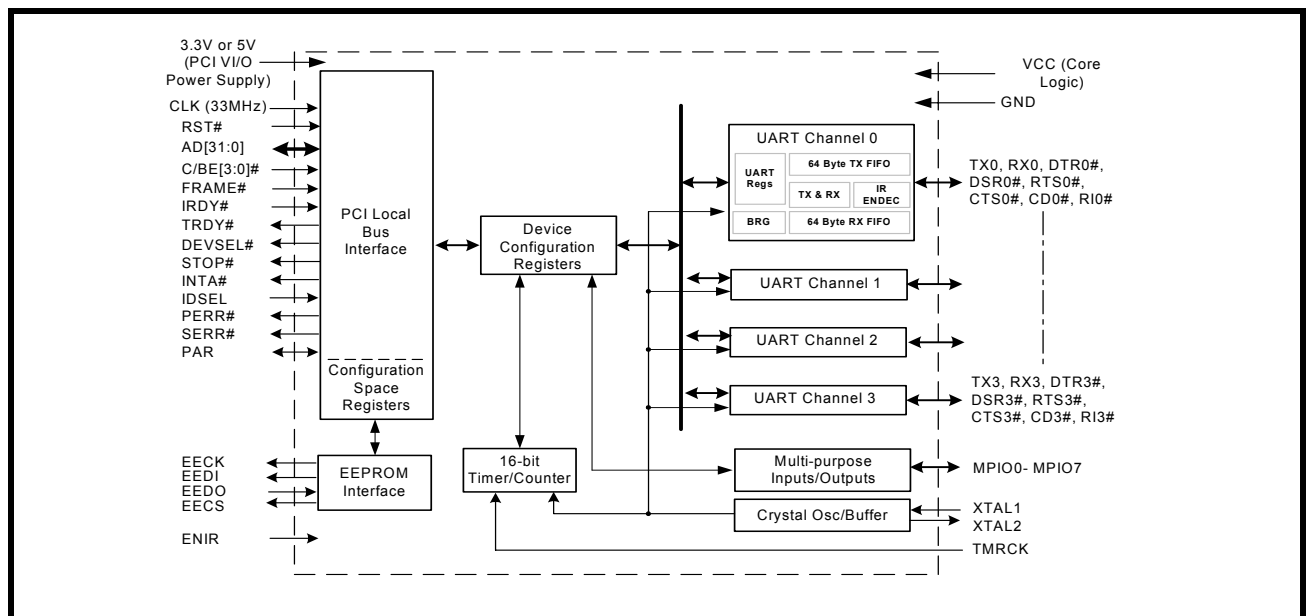 3.3V or 5V
(PCI VI/O
Power Supply)
CLK (33MHz)
RST#
AD[31:0]
C/BE[3:0]#
FRAME#
IRDY#
TRDY#
DEVSEL#
STOP#
INTA#
IDSEL
PERR#
SERR#
PAR
EECK
EEDI
EEDO
EECS
ENIR
PCI Local
Bus
Interface
Configuration
Space
Registers
EEPROM
Interface
Device
Configuration
Registers
16-bit
Timer/Counter
UART Channel 0
UART
Regs
64 Byte TX FIFO
TX & RX
IR
ENDEC
BRG
64 Byte RX FIFO
UART Channel 1
UART Channel 2
UART Channel 3
Multi-purpose
Inputs/Outputs
Crystal Osc/Buffer
VCC (Core
Logic)
GND
TX0, RX0, DTR0#,
DSR0#, RTS0#,
CTS0#, CD0#, RI0#
TX3, RX3, DTR3#,
DSR3#, RTS3#,
CTS3#, CD3#, RI3#
MPIO0- MPIO7
XTAL1
XTAL2
TMRCK